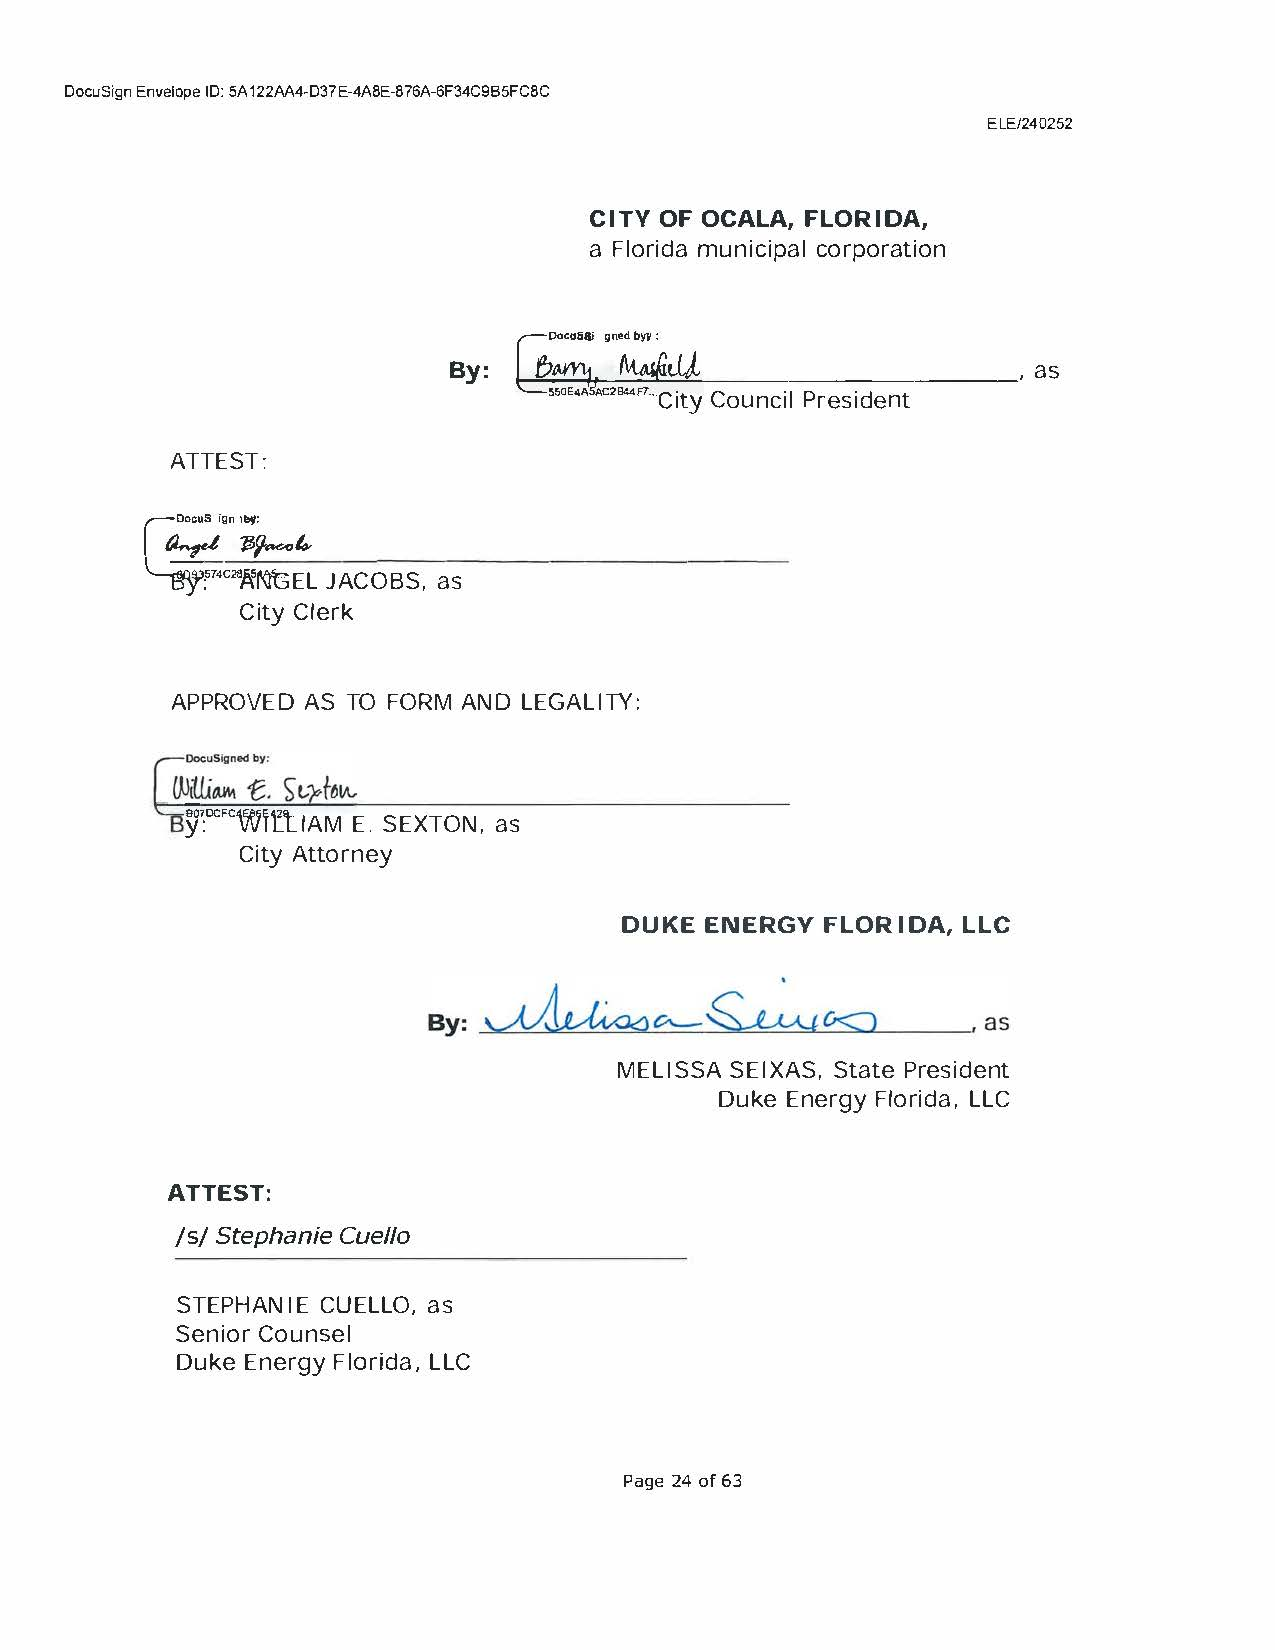 DocuSign Envelope ID: 5A122AA4-D37E-4A8E-876A-6F34C9B5FC8C
ELE/240252
CITY OF OCALA, FLORIDA,
a Florida municipal corporation
By: Barry Masfield, as
550E4A5AC2B44F7...
City Council President
ATTEST:
Angel BJacobs
By: ANGEL JACOBS, as
City Clerk
APPROVED AS TO FORM AND LEGALITY:
DocuSigned by:
William E. Sexton
By: WILLIAM E. SEXTON, as
City Attorney
DUKE ENERGY FLORIDA, LLC
By: Melissa Seixas, as
MELISSA SEIXAS, State President
Duke Energy Florida, LLC
ATTEST:
/s/ Stephanie Cuello
STEPHANIE CUELLO, as
Senior Counsel
Duke Energy Florida, LLC
Page 24 of 63